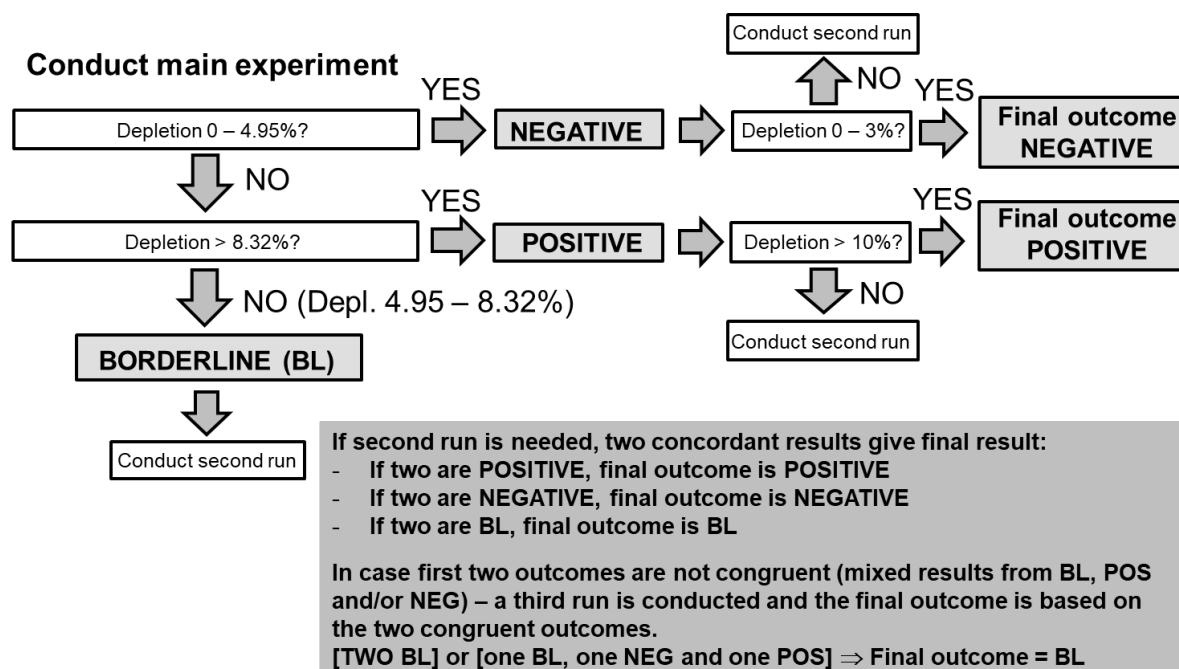 Conduct main experiment
Conduct second run
NO
YES
YES
Depletion 0 – 4.95%?
NEGATIVE
Depletion 0 – 3%?
Final outcome
NEGATIVE
NO
YES
YES
Depletion > 8.32%?
POSITIVE
Depletion > 10%?
Final outcome
POSITIVE
NO (Depl. 4.95 – 8.32%)
NO
Conduct second run
BORDERLINE (BL)
Conduct second run
If second run is needed, two concordant results give final result:
- If two are POSITIVE, final outcome is POSITIVE
- If two are NEGATIVE, final outcome is NEGATIVE
- If two are BL, final outcome is BL
In case first two outcomes are not congruent (mixed results from BL, POS
and/or NEG) – a third run is conducted and the final outcome is based on
the two congruent outcomes.
[TWO BL] or [one BL, one NEG and one POS] ⇒ Final outcome = BL